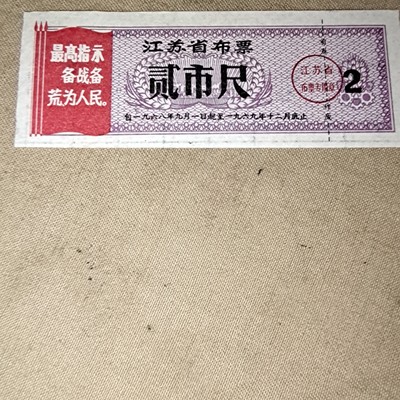 最高指示
备战备
荒为人民。
江苏省布票
贰市尺
自一九六八年九月一日起至一九六九年十二月底止
江苏省
布票专用章
2